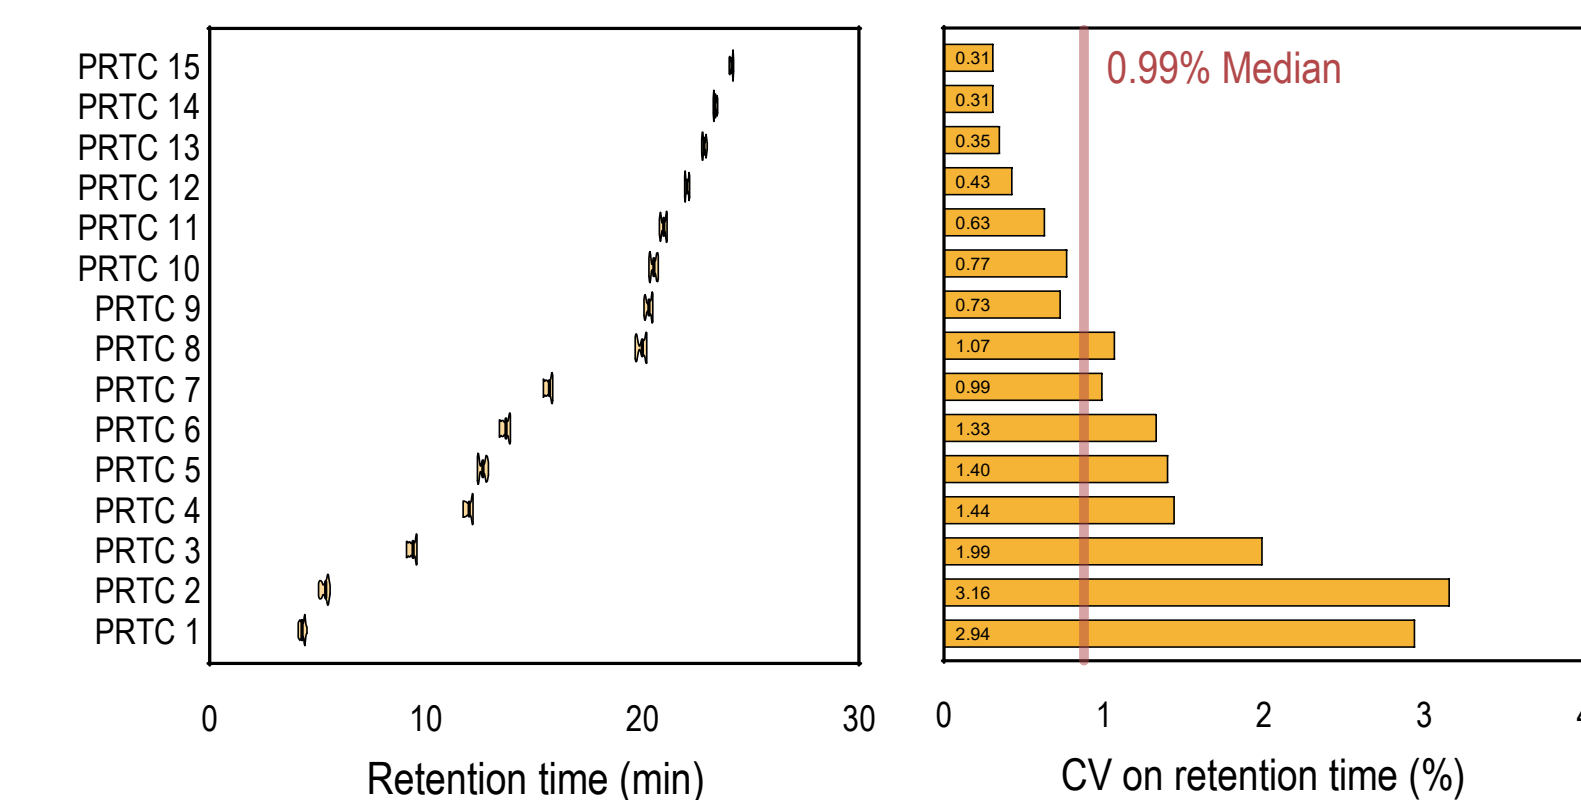 PRTC 15
PRTC 14
PRTC 13
PRTC 12
PRTC 11
PRTC 10
PRTC 9
PRTC 8
PRTC 7
PRTC 6
PRTC 5
PRTC 4
PRTC 3
PRTC 2
PRTC 1
0 10 20 30
Retention time (min)
0.99% Median
0.31
0.31
0.35
0.43
0.63
0.77
0.73
1.07
0.99
1.33
1.40
1.44
1.99
3.16
2.94
0 1 2 3 4
CV on retention time (%)